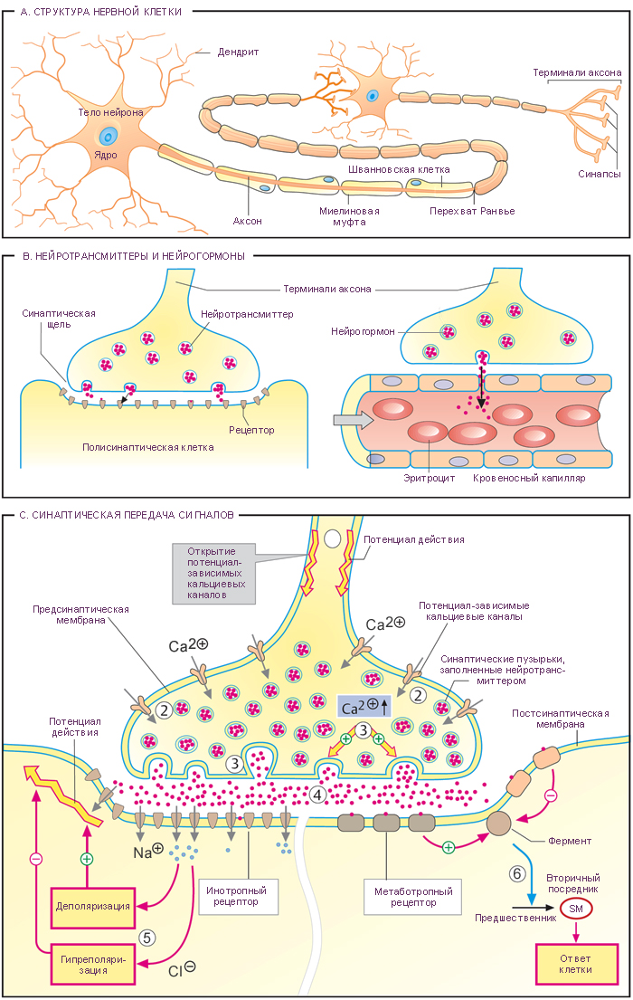 А. СТРУКТУРА НЕРВНОЙ КЛЕТКИ
Дендрит
Терминали аксона
Тело нейрона
Ядро
Шванновская клетка
Синапсы
Аксон
Миелиновая
муфта
Перехват Ранвье
В. НЕЙРОТРАНСМИТТЕРЫ И НЕЙРОГОРМОНЫ
Терминали аксона
Синаптическая
щель
Нейротрансмиттер
Нейрогормон
Рецептор
Полисинаптическая клетка
Эритроцит
Кровеносный капилляр
С. СИНАПТИЧЕСКАЯ ПЕРЕДАЧА СИГНАЛОВ
Открытие
потенциал-
зависимых
кальциевых
каналов
Потенциал действия
Предсинаптическая
мембрана
Потенциал-зависимые
кальциевые каналы
Ca2⊕
Ca2⊕
Синаптические пузырьки,
заполненные нейротранс-
миттером
2
2
Ca2⊕↑
Постсинаптическая
мембрана
Потенциал
действия
3
+
+
3
4
−
Na⊕
+
Фермент
−
+
Инотропный
рецептор
Метаботропный
рецептор
6
Вторичный
посредник
Деполяризация
Предшественник
SM
5
Гипреполяри-
зация
Cl⊖
Ответ
клетки